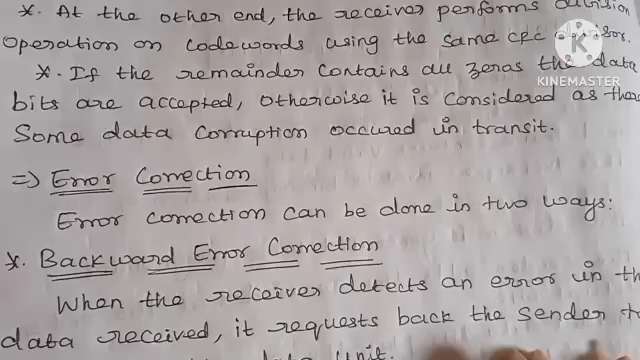 *. At the other end, the receiver performs division
operation on codewords using the same CRC divisor.
*. If the remainder contains all zeros the data
bits are accepted, otherwise it is considered as there
Some data corruption occured in transit.
=> Error Correction
Error correction can be done in two ways:
*. Backward Error Correction
When the receiver detects an error in the
data received, it requests back the sender to
unit.
KINEMASTER